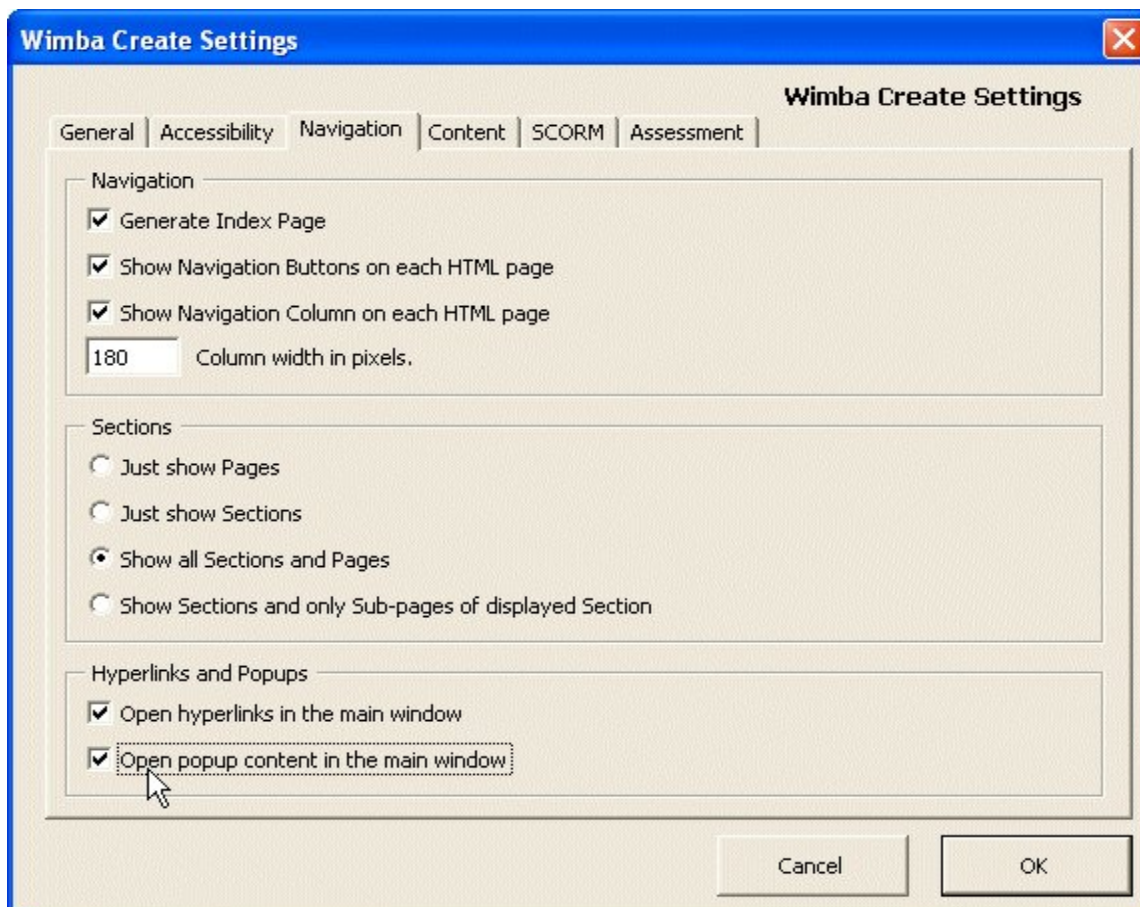 Wimba Create Settings
Wimba Create Settings
General Accessibility Navigation Content SCORM Assessment
Navigation
Generate Index Page
Show Navigation Buttons on each HTML page
Show Navigation Column on each HTML page
180 Column width in pixels.
Sections
Just show Pages
Just show Sections
Show all Sections and Pages
Show Sections and only Sub-pages of displayed Section
Hyperlinks and Popups
Open hyperlinks in the main window
Open popup content in the main window
Cancel OK